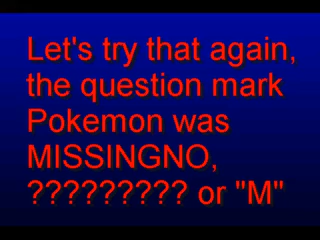 Let's try that again,
the question mark
Pokemon was
MISSINGNO,
????????? or "M"